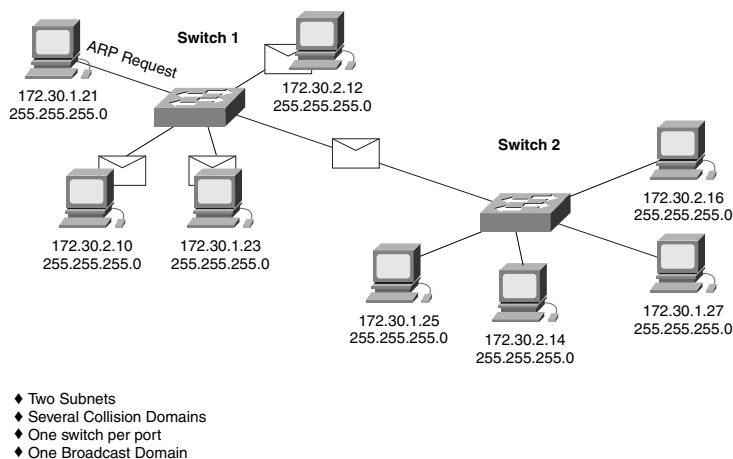 Switch 1
ARP Request
172.30.1.21
255.255.255.0
172.30.2.12
255.255.255.0
Switch 2
172.30.2.16
255.255.255.0
172.30.2.10
255.255.255.0
172.30.1.23
255.255.255.0
172.30.1.25
255.255.255.0
172.30.2.14
255.255.255.0
172.30.1.27
255.255.255.0
♦ Two Subnets
♦ Several Collision Domains
♦ One switch per port
♦ One Broadcast Domain